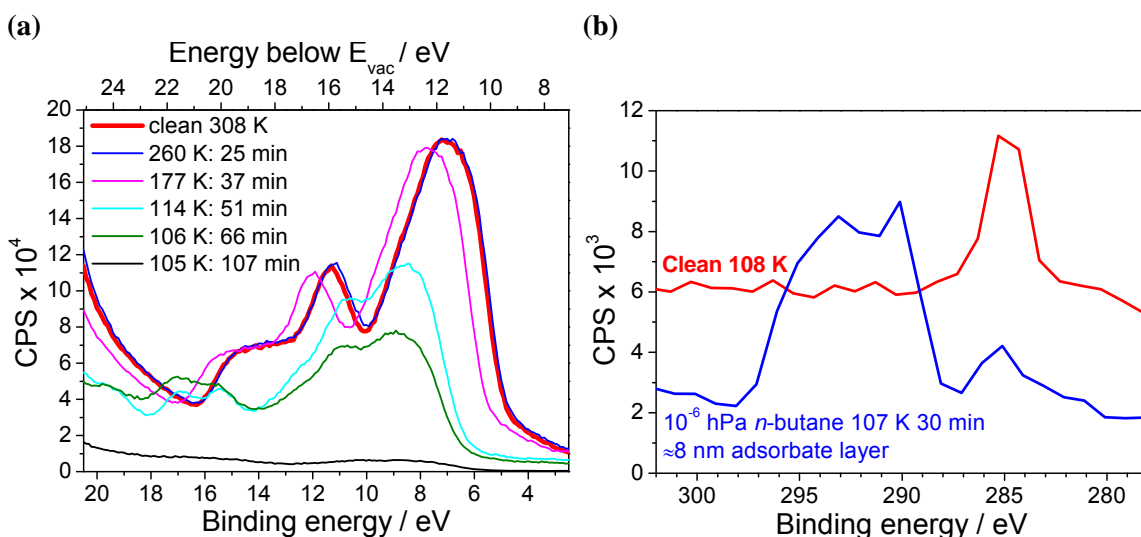 (a)
Energy below E_vac / eV
24 22 20 18 16 14 12 10 8
CPS x 10^4
20
18
16
14
12
10
8
6
4
2
0
clean 308 K
260 K: 25 min
177 K: 37 min
114 K: 51 min
106 K: 66 min
105 K: 107 min
20 18 16 14 12 10 8 6 4
Binding energy / eV
(b)
CPS x 10^3
12
10
8
6
4
2
0
Clean 108 K
10^-6 hPa n-butane 107 K 30 min
≈8 nm adsorbate layer
300 295 290 285 280
Binding energy / eV